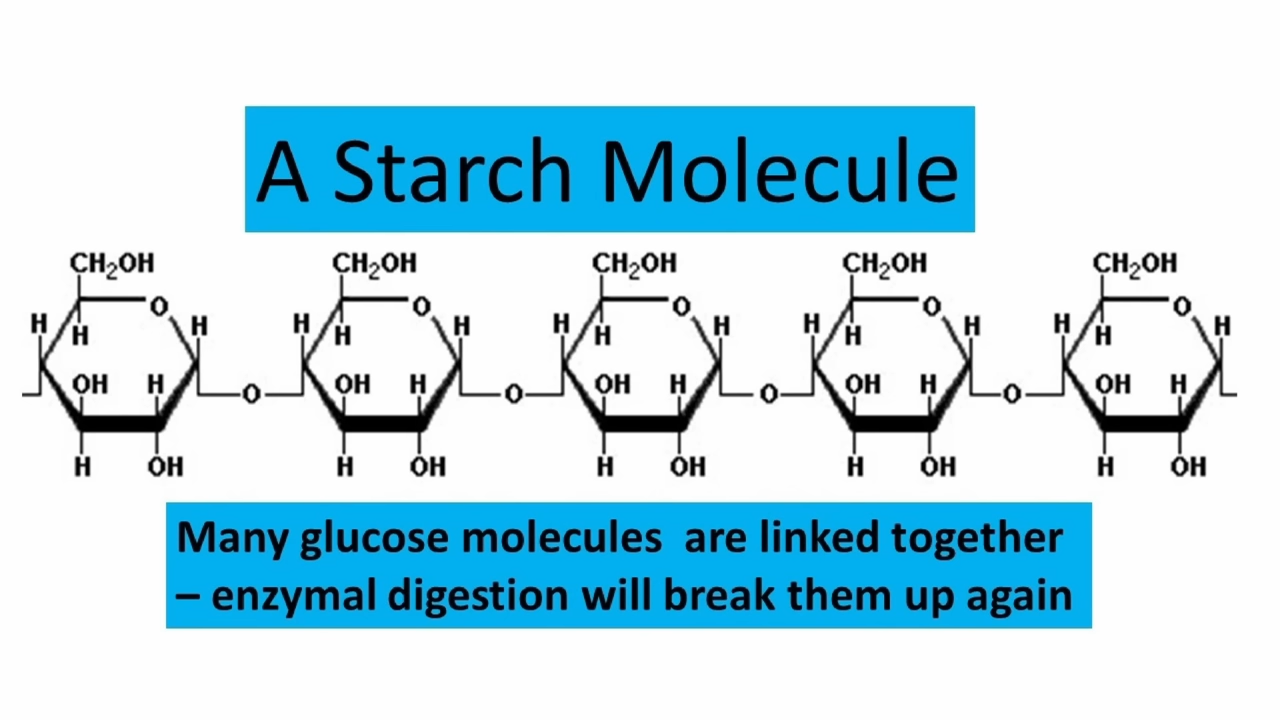 A Starch Molecule
CH₂OH CH₂OH CH₂OH CH₂OH CH₂OH
O O O O O
H H H H H H H H H H
H H H H H
OH H OH H OH H OH H OH H
O O O O
H OH H OH H OH H OH H OH
Many glucose molecules are linked together
– enzymal digestion will break them up again